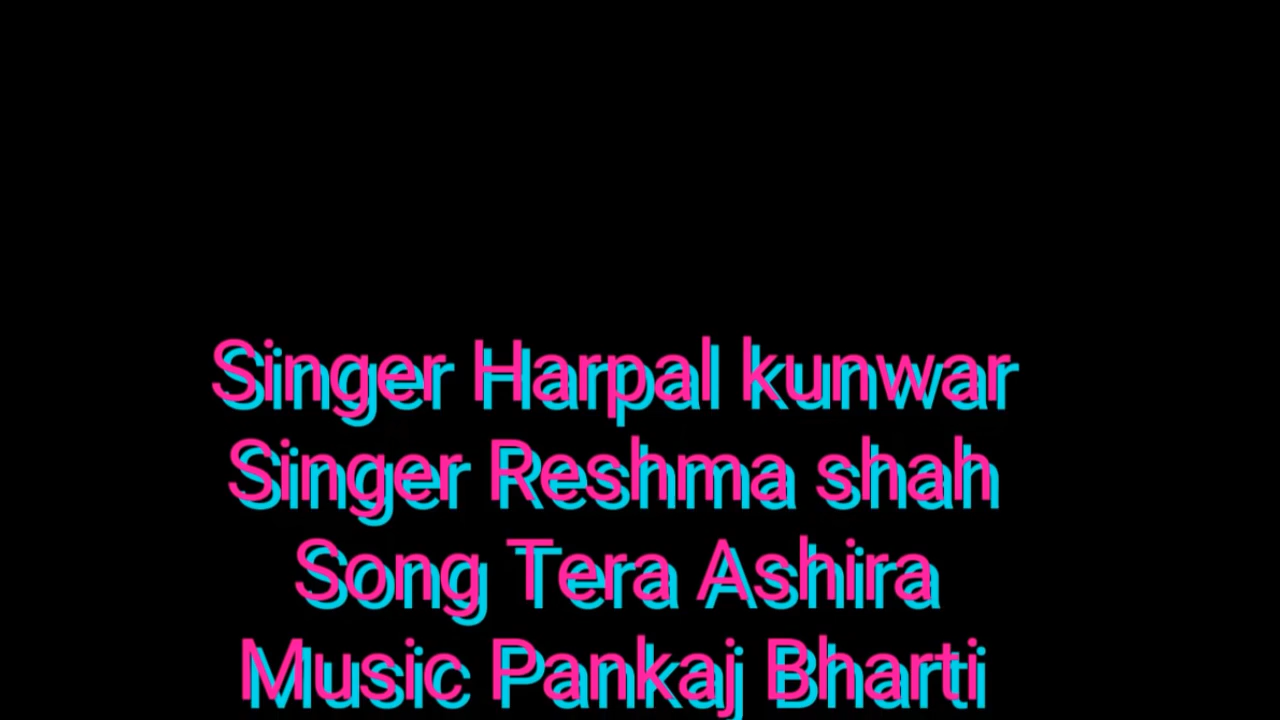 Singer Harpal kunwar
Singer Reshma shah
Song Tera Ashira
Music Pankaj Bharti